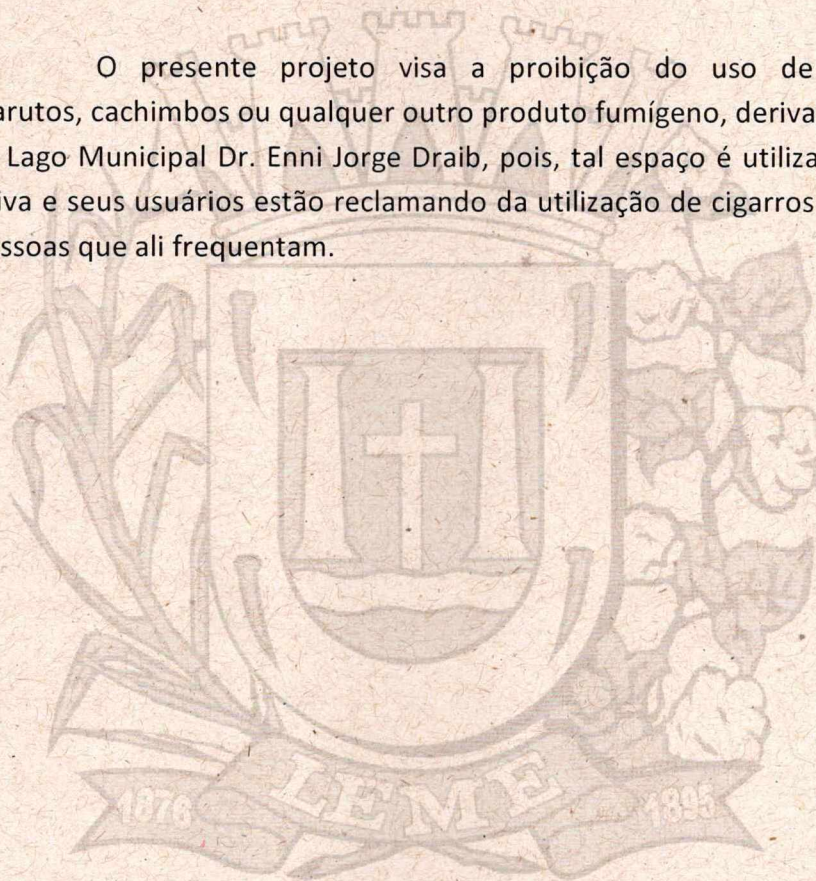 O presente projeto visa a proibição do uso de
arutos, cachimbos ou qualquer outro produto fumígeno, deriva
Lago Municipal Dr. Enni Jorge Draib, pois, tal espaço é utiliza
iva e seus usuários estão reclamando da utilização de cigarros
ssoas que ali frequentam.
1876 LEME 1895